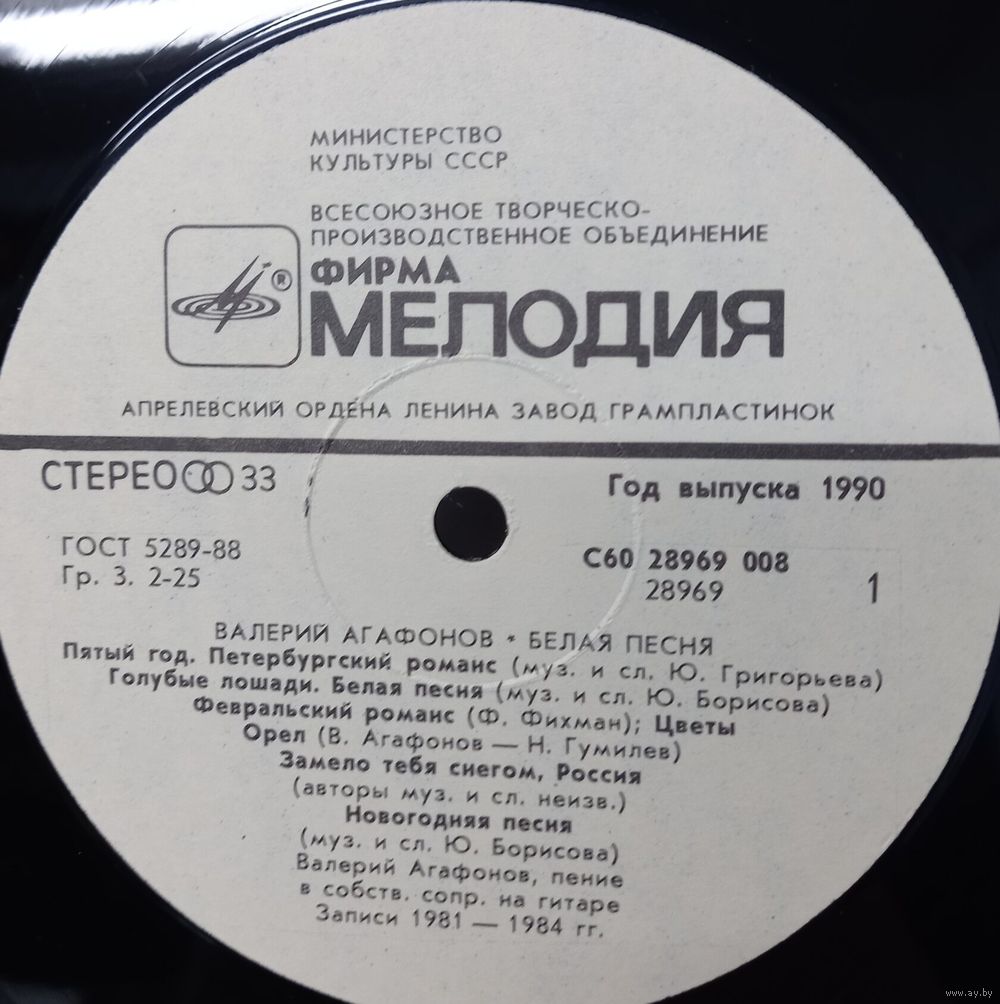 МИНИСТЕРСТВО
КУЛЬТУРЫ СССР
ВСЕСОЮЗНОЕ ТВОРЧЕСКО-
ПРОИЗВОДСТВЕННОЕ ОБЪЕДИНЕНИЕ
®
ФИРМА
МЕЛОДИЯ
АПРЕЛЕВСКИЙ ОРДЕНА ЛЕНИНА ЗАВОД ГРАМПЛАСТИНОК
СТЕРЕО 33
Год выпуска 1990
ГОСТ 5289-88
Гр. 3. 2-25
С60 28969 008
28969
1
ВАЛЕРИЙ АГАФОНОВ * БЕЛАЯ ПЕСНЯ
Пятый год. Петербургский романс (муз. и сл. Ю. Григорьева)
Голубые лошади. Белая песня (муз. и сл. Ю. Борисова)
Февральский романс (Ф. Фихман); Цветы
Орел (В. Агафонов — Н. Гумилев)
Замело тебя снегом, Россия
(авторы муз. и сл. неизв.)
Новогодняя песня
(муз. и сл. Ю. Борисова)
Валерий Агафонов, пение
в собств. сопр. на гитаре
Записи 1981 — 1984 гг.
www.ay.by